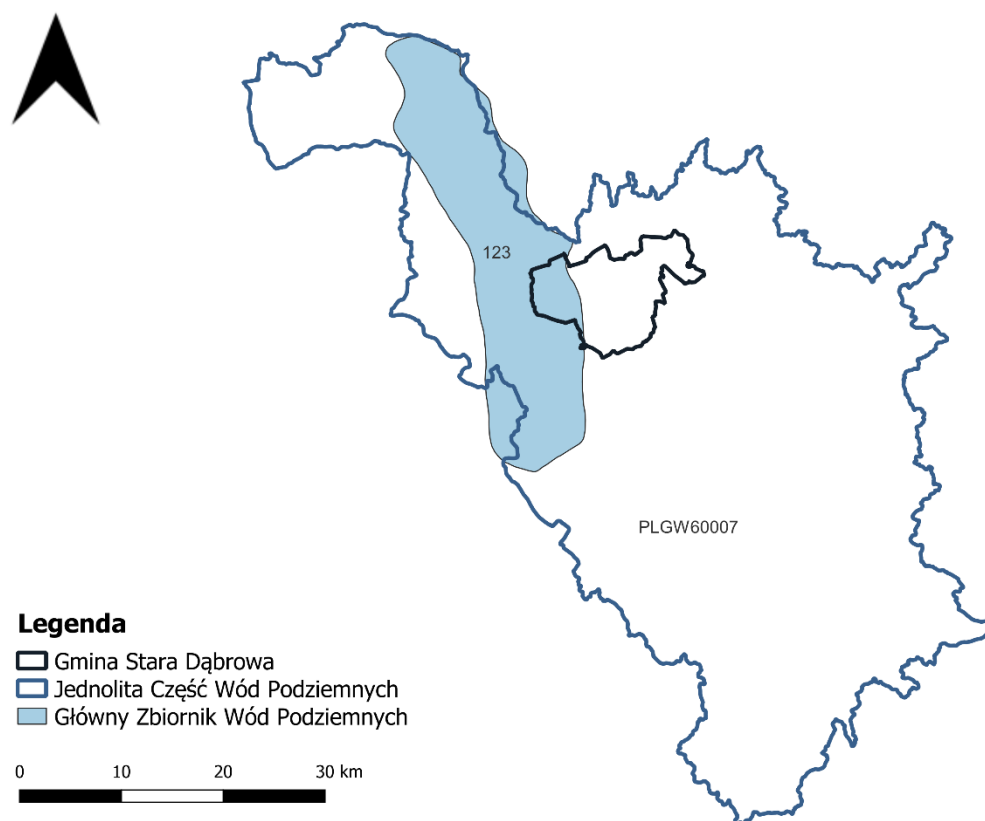 123
PLGW60007
Legenda
Gmina Stara Dąbrowa
Jednolita Część Wód Podziemnych
Główny Zbiornik Wód Podziemnych
0 10 20 30 km